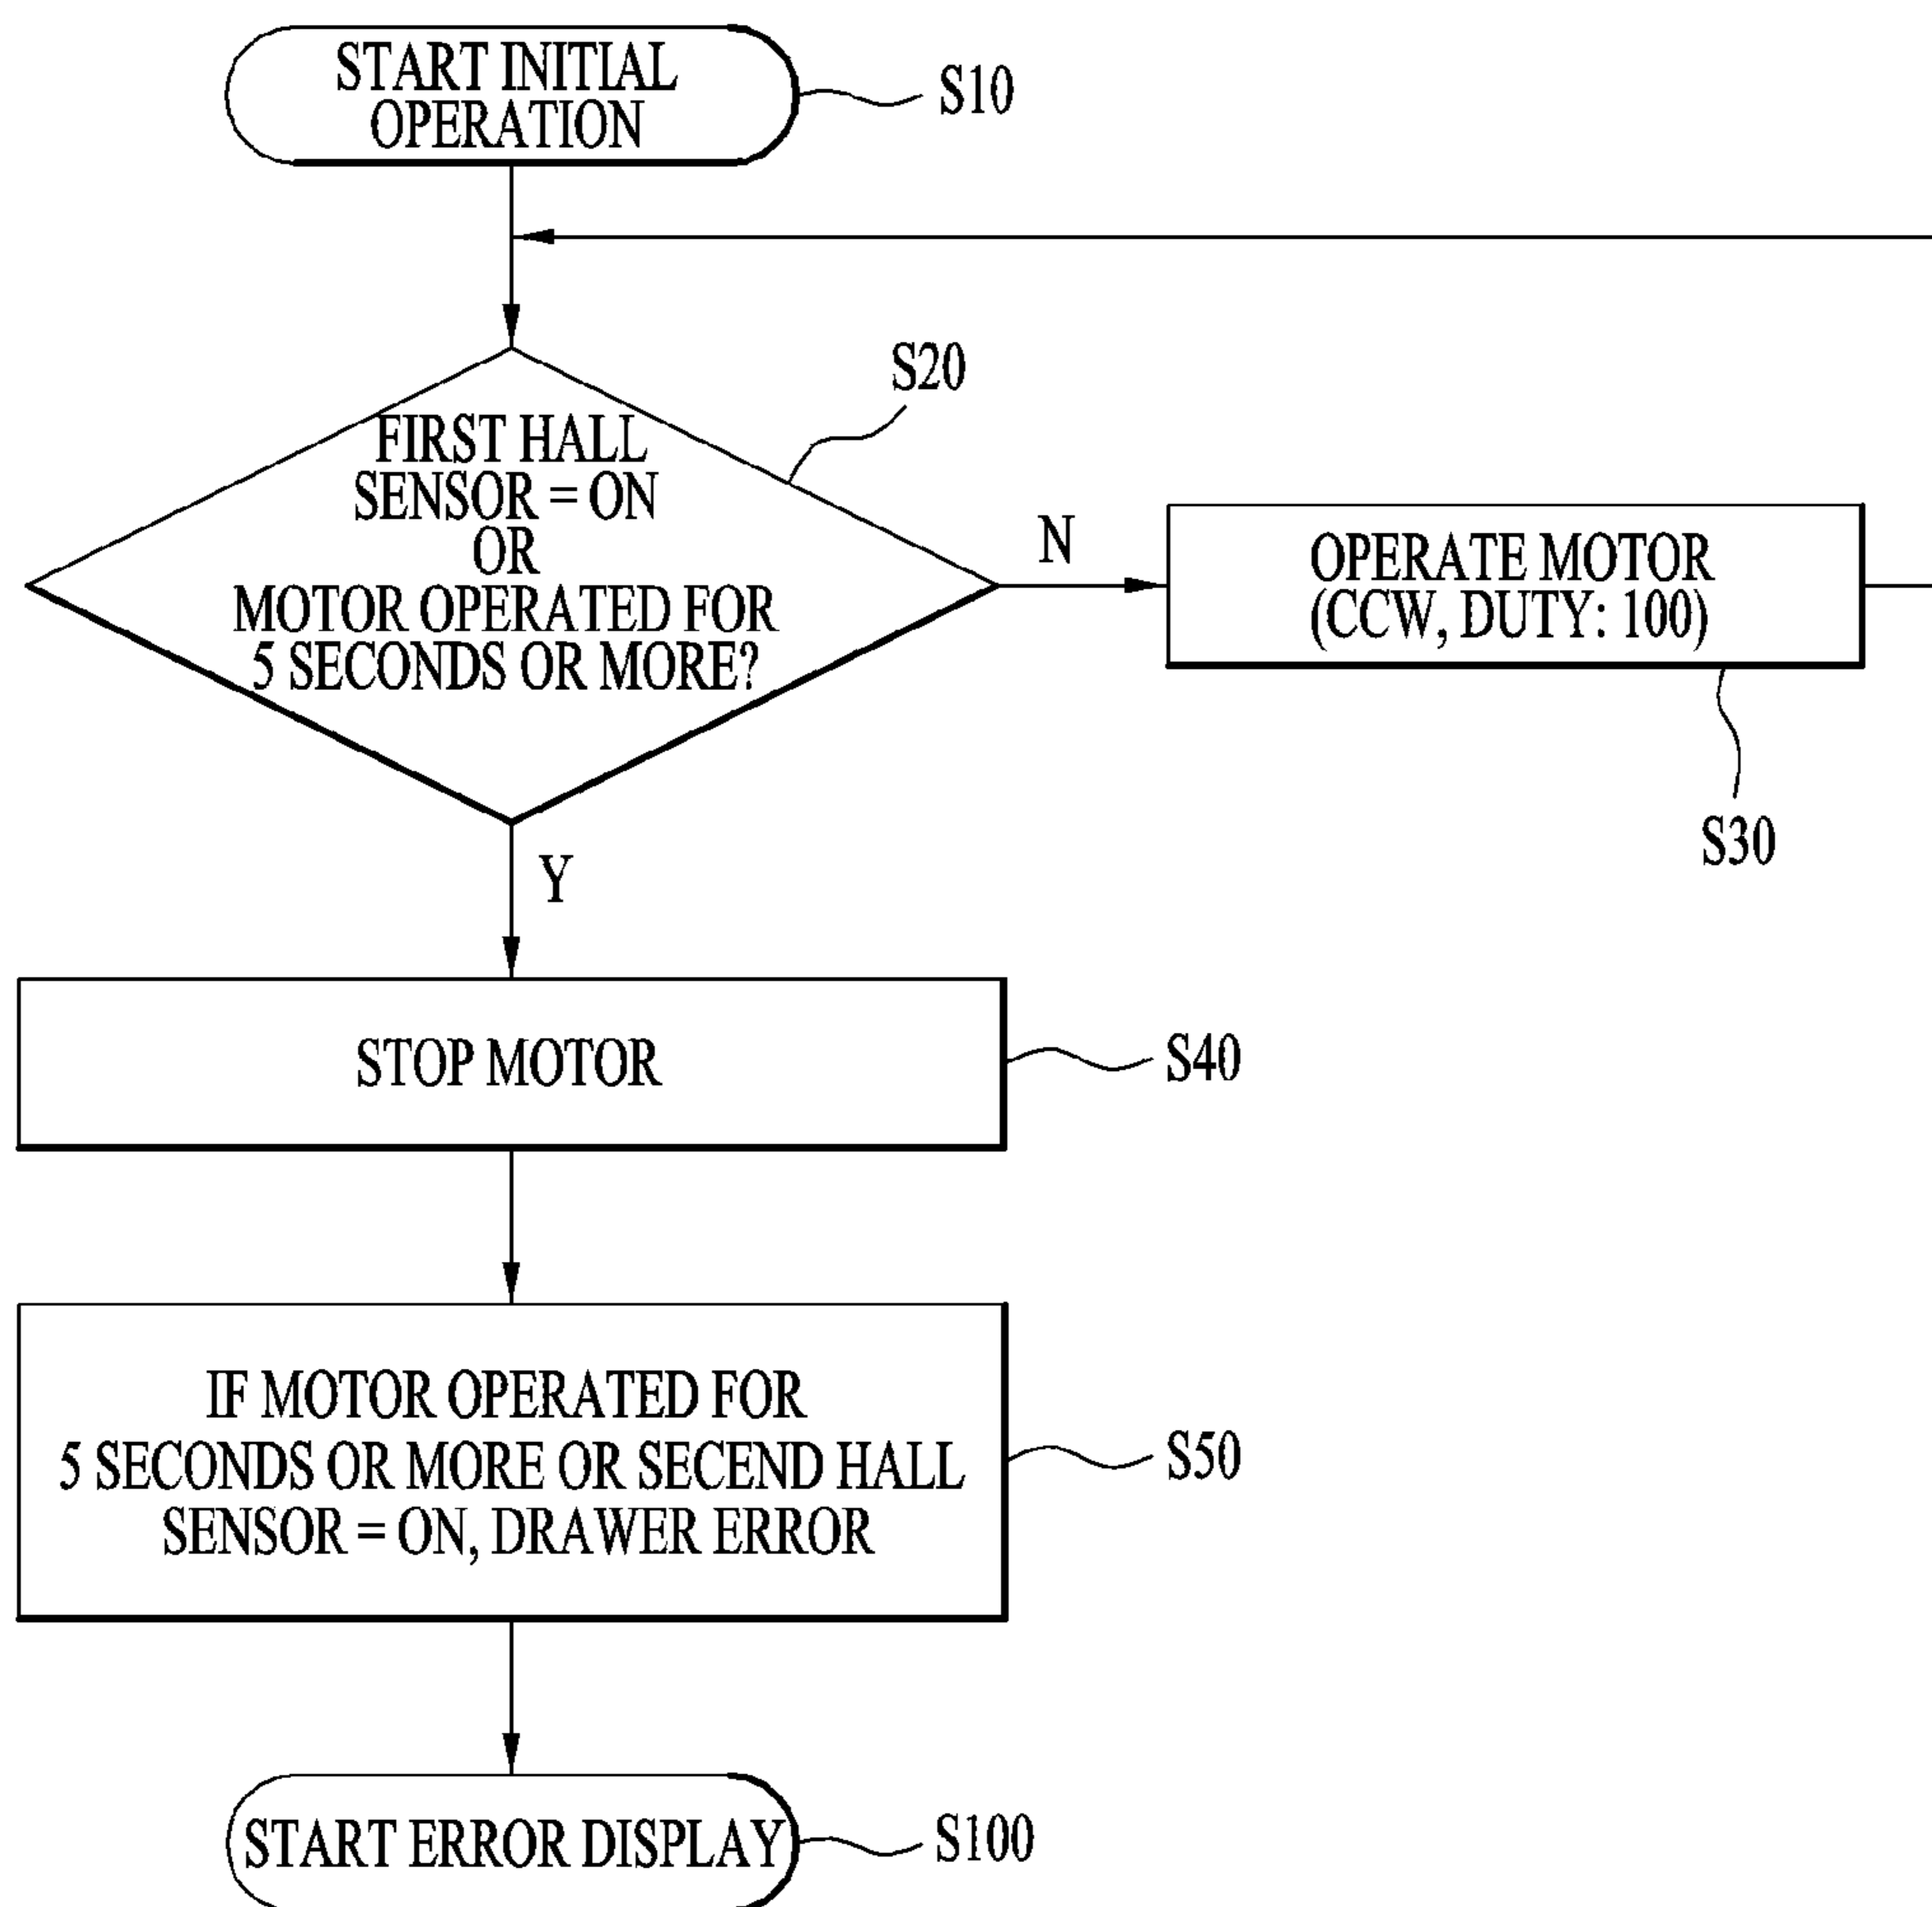 START INITIAL
OPERATION
S10
S20
FIRST HALL
SENSOR = ON
OR
MOTOR OPERATED FOR
5 SECONDS OR MORE?
N
OPERATE MOTOR
(CCW, DUTY: 100)
S30
Y
STOP MOTOR
S40
IF MOTOR OPERATED FOR
5 SECONDS OR MORE OR SECEND HALL
SENSOR = ON, DRAWER ERROR
S50
START ERROR DISPLAY
S100